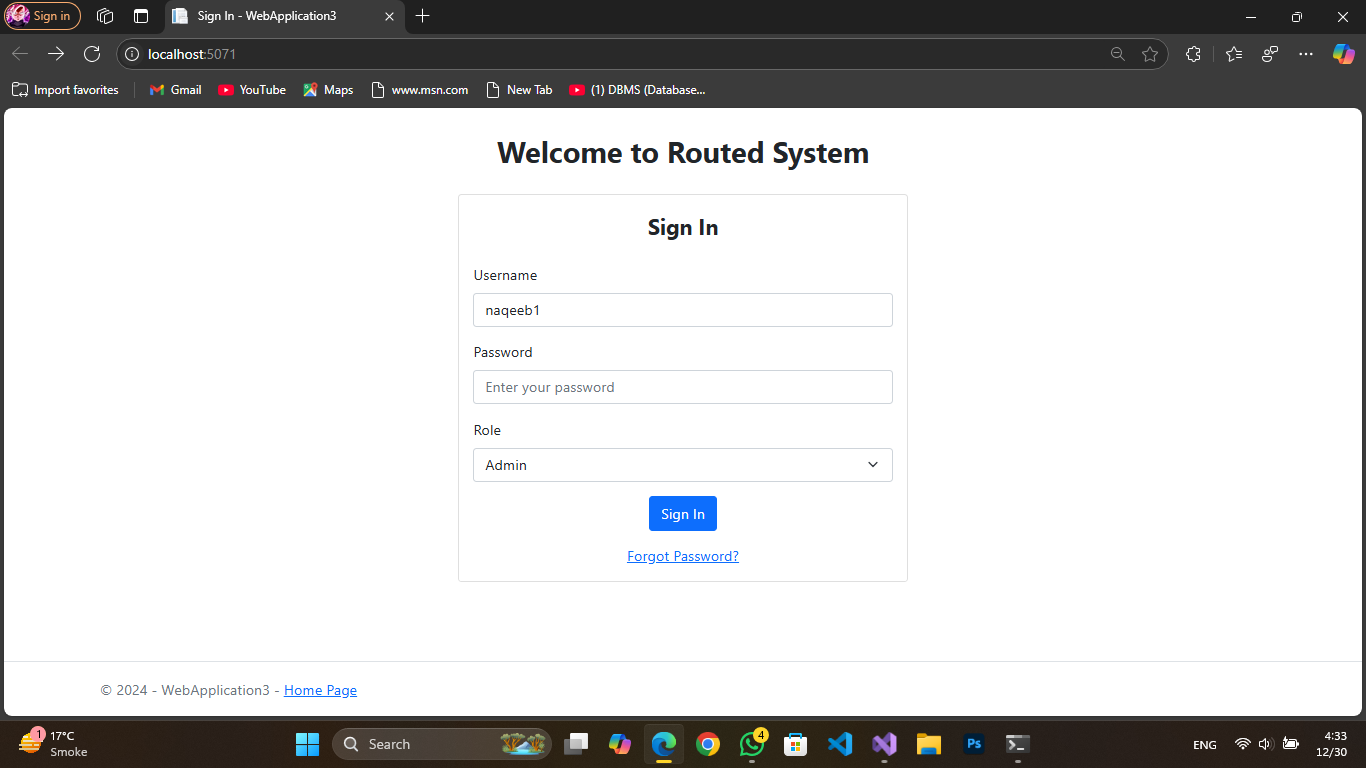 Sign in
Sign In - WebApplication3
localhost:5071
Import favorites
Gmail
YouTube
Maps
www.msn.com
New Tab
(1) DBMS (Database...
Welcome to Routed System
Sign In
Username
naqeeb1
Password
Enter your password
Role
Admin
Sign In
Forgot Password?
© 2024 - WebApplication3 - Home Page
1
17°C
Smoke
Search
4
Ps
ENG
4:33
12/30